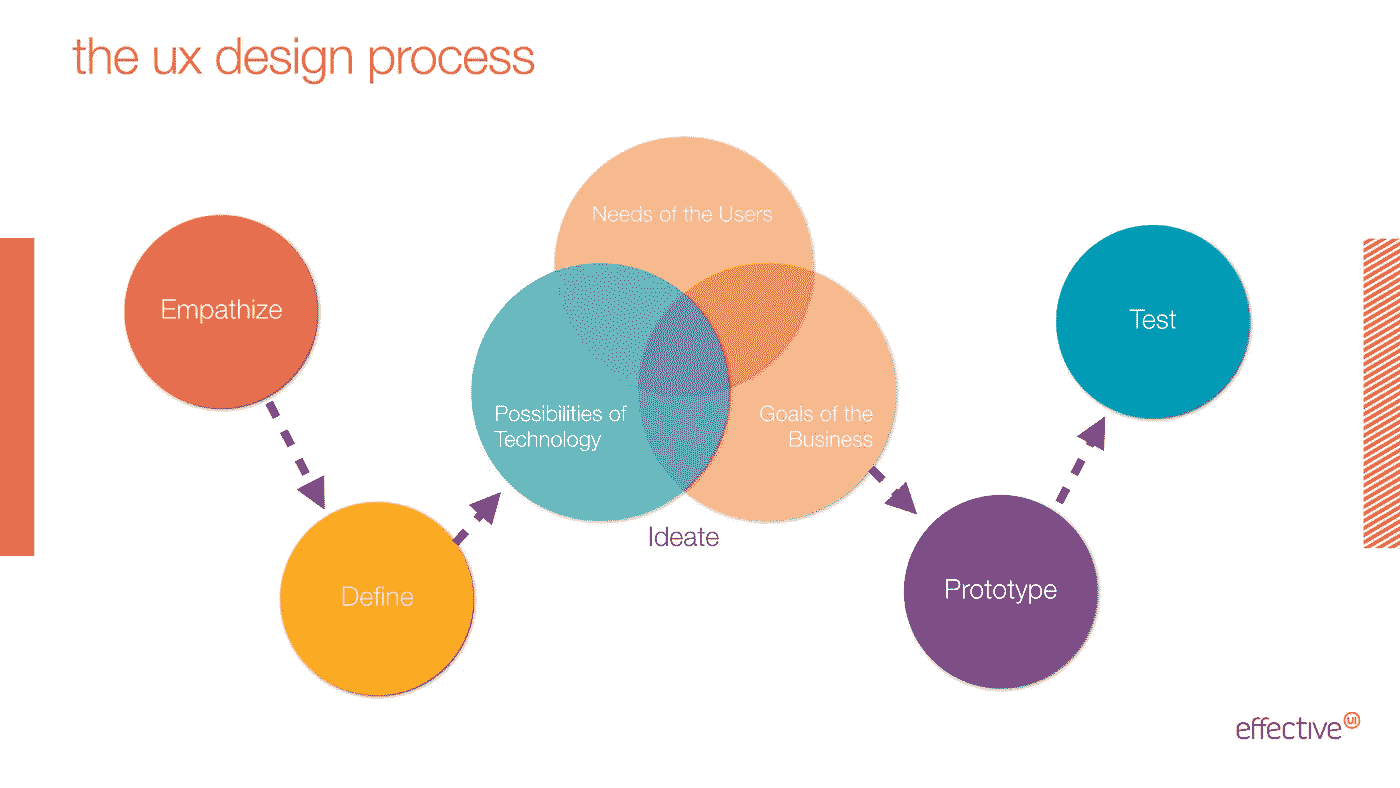 the ux design process
Empathize
Define
Needs of the Users
Possibilities of
Technology
Goals of the
Business
Ideate
Prototype
Test
effective UI